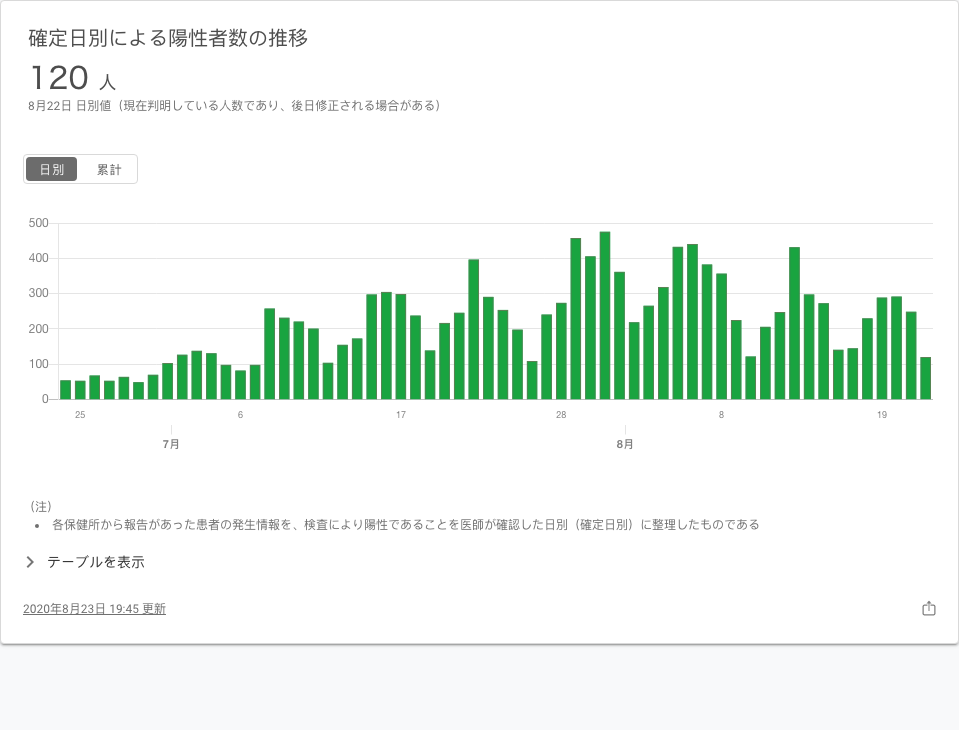 確定日別による陽性者数の推移
120 人
8月22日 日別値（現在判明している人数であり、後日修正される場合がある）
日別 累計
500
400
300
200
100
0
25 6 17 28 8 19
7月 8月
（注）
• 各保健所から報告があった患者の発生情報を、検査により陽性であることを医師が確認した日別（確定日別）に整理したものである
テーブルを表示
2020年8月23日 19:45 更新